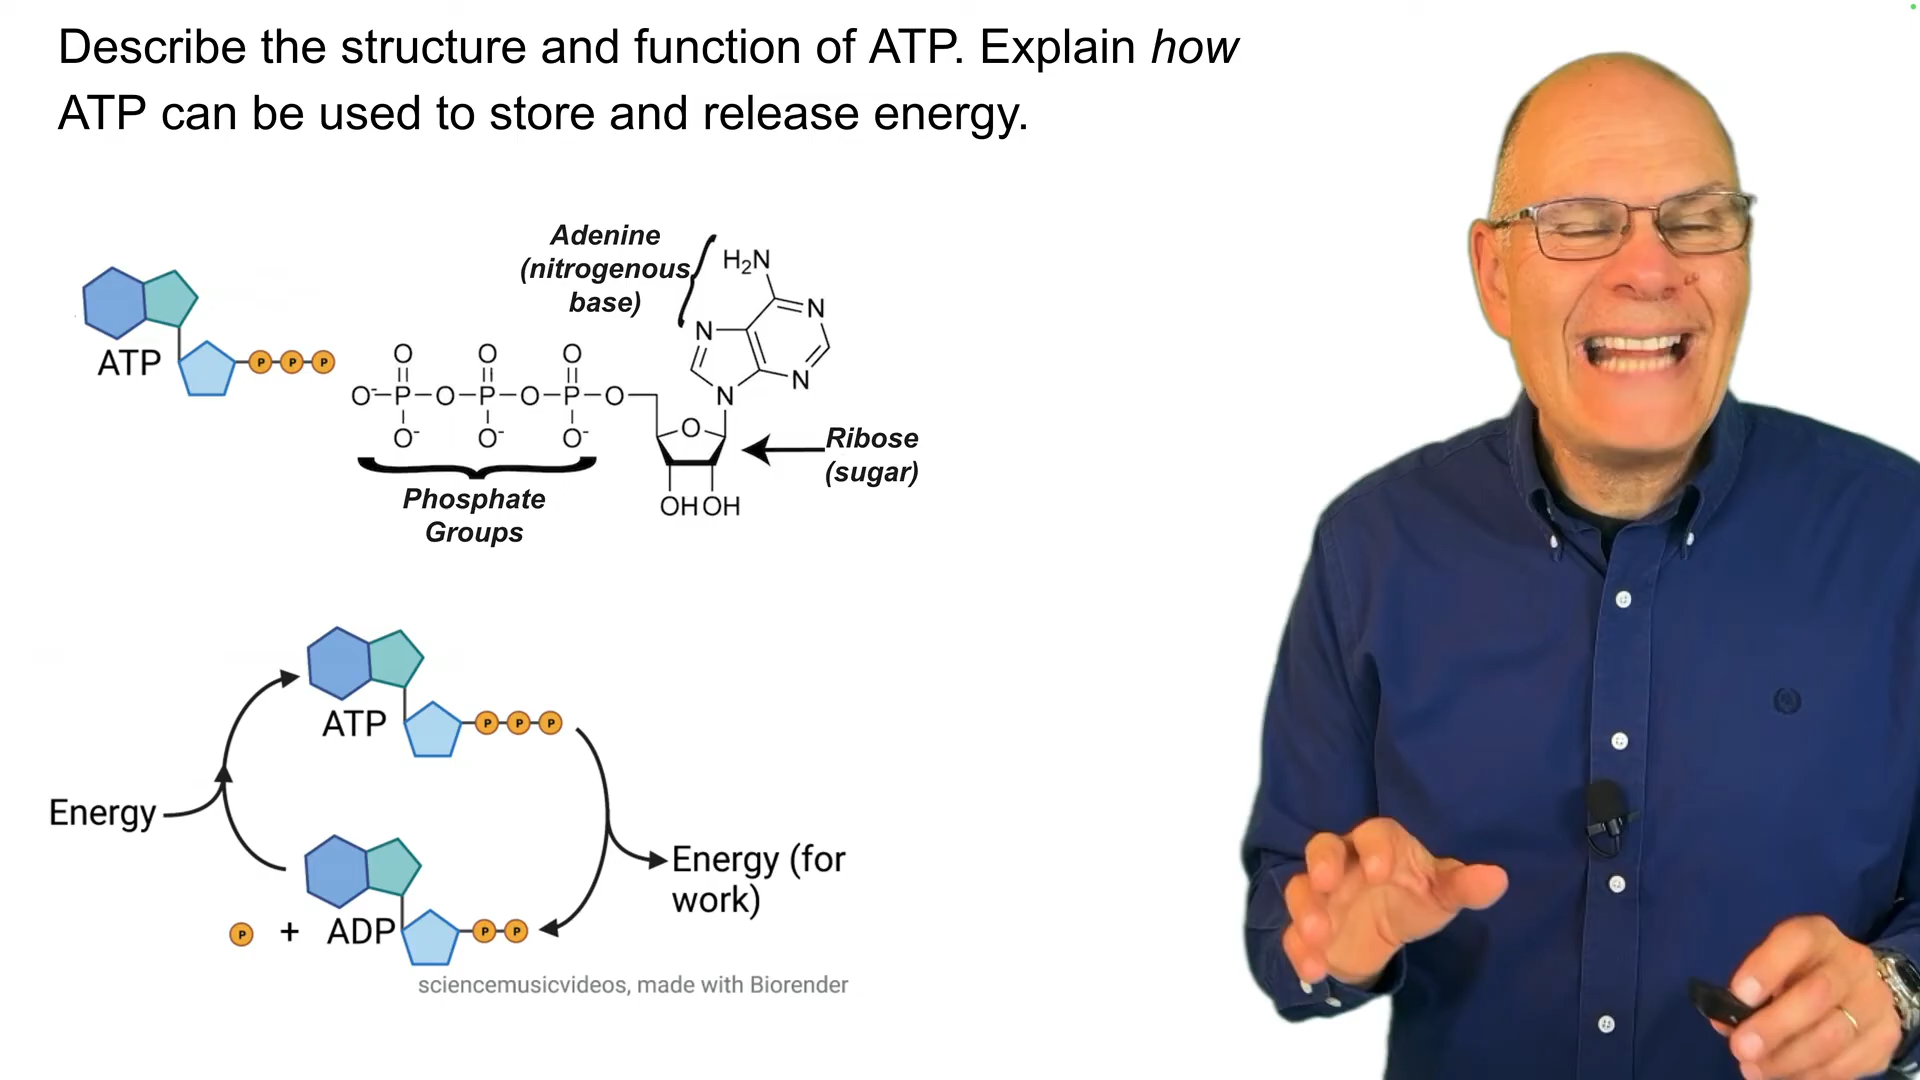 Describe the structure and function of ATP. Explain how
ATP can be used to store and release energy.
Adenine
(nitrogenous
base)
H₂N
N
N
N
N
ATP
P P P
O O O
O⁻ P O P O P O
O⁻ O⁻ O⁻
O
Ribose
(sugar)
Phosphate
Groups
OH OH
ATP
P P P
Energy
Energy (for
work)
P + ADP P P
sciencemusicvideos, made with Biorender